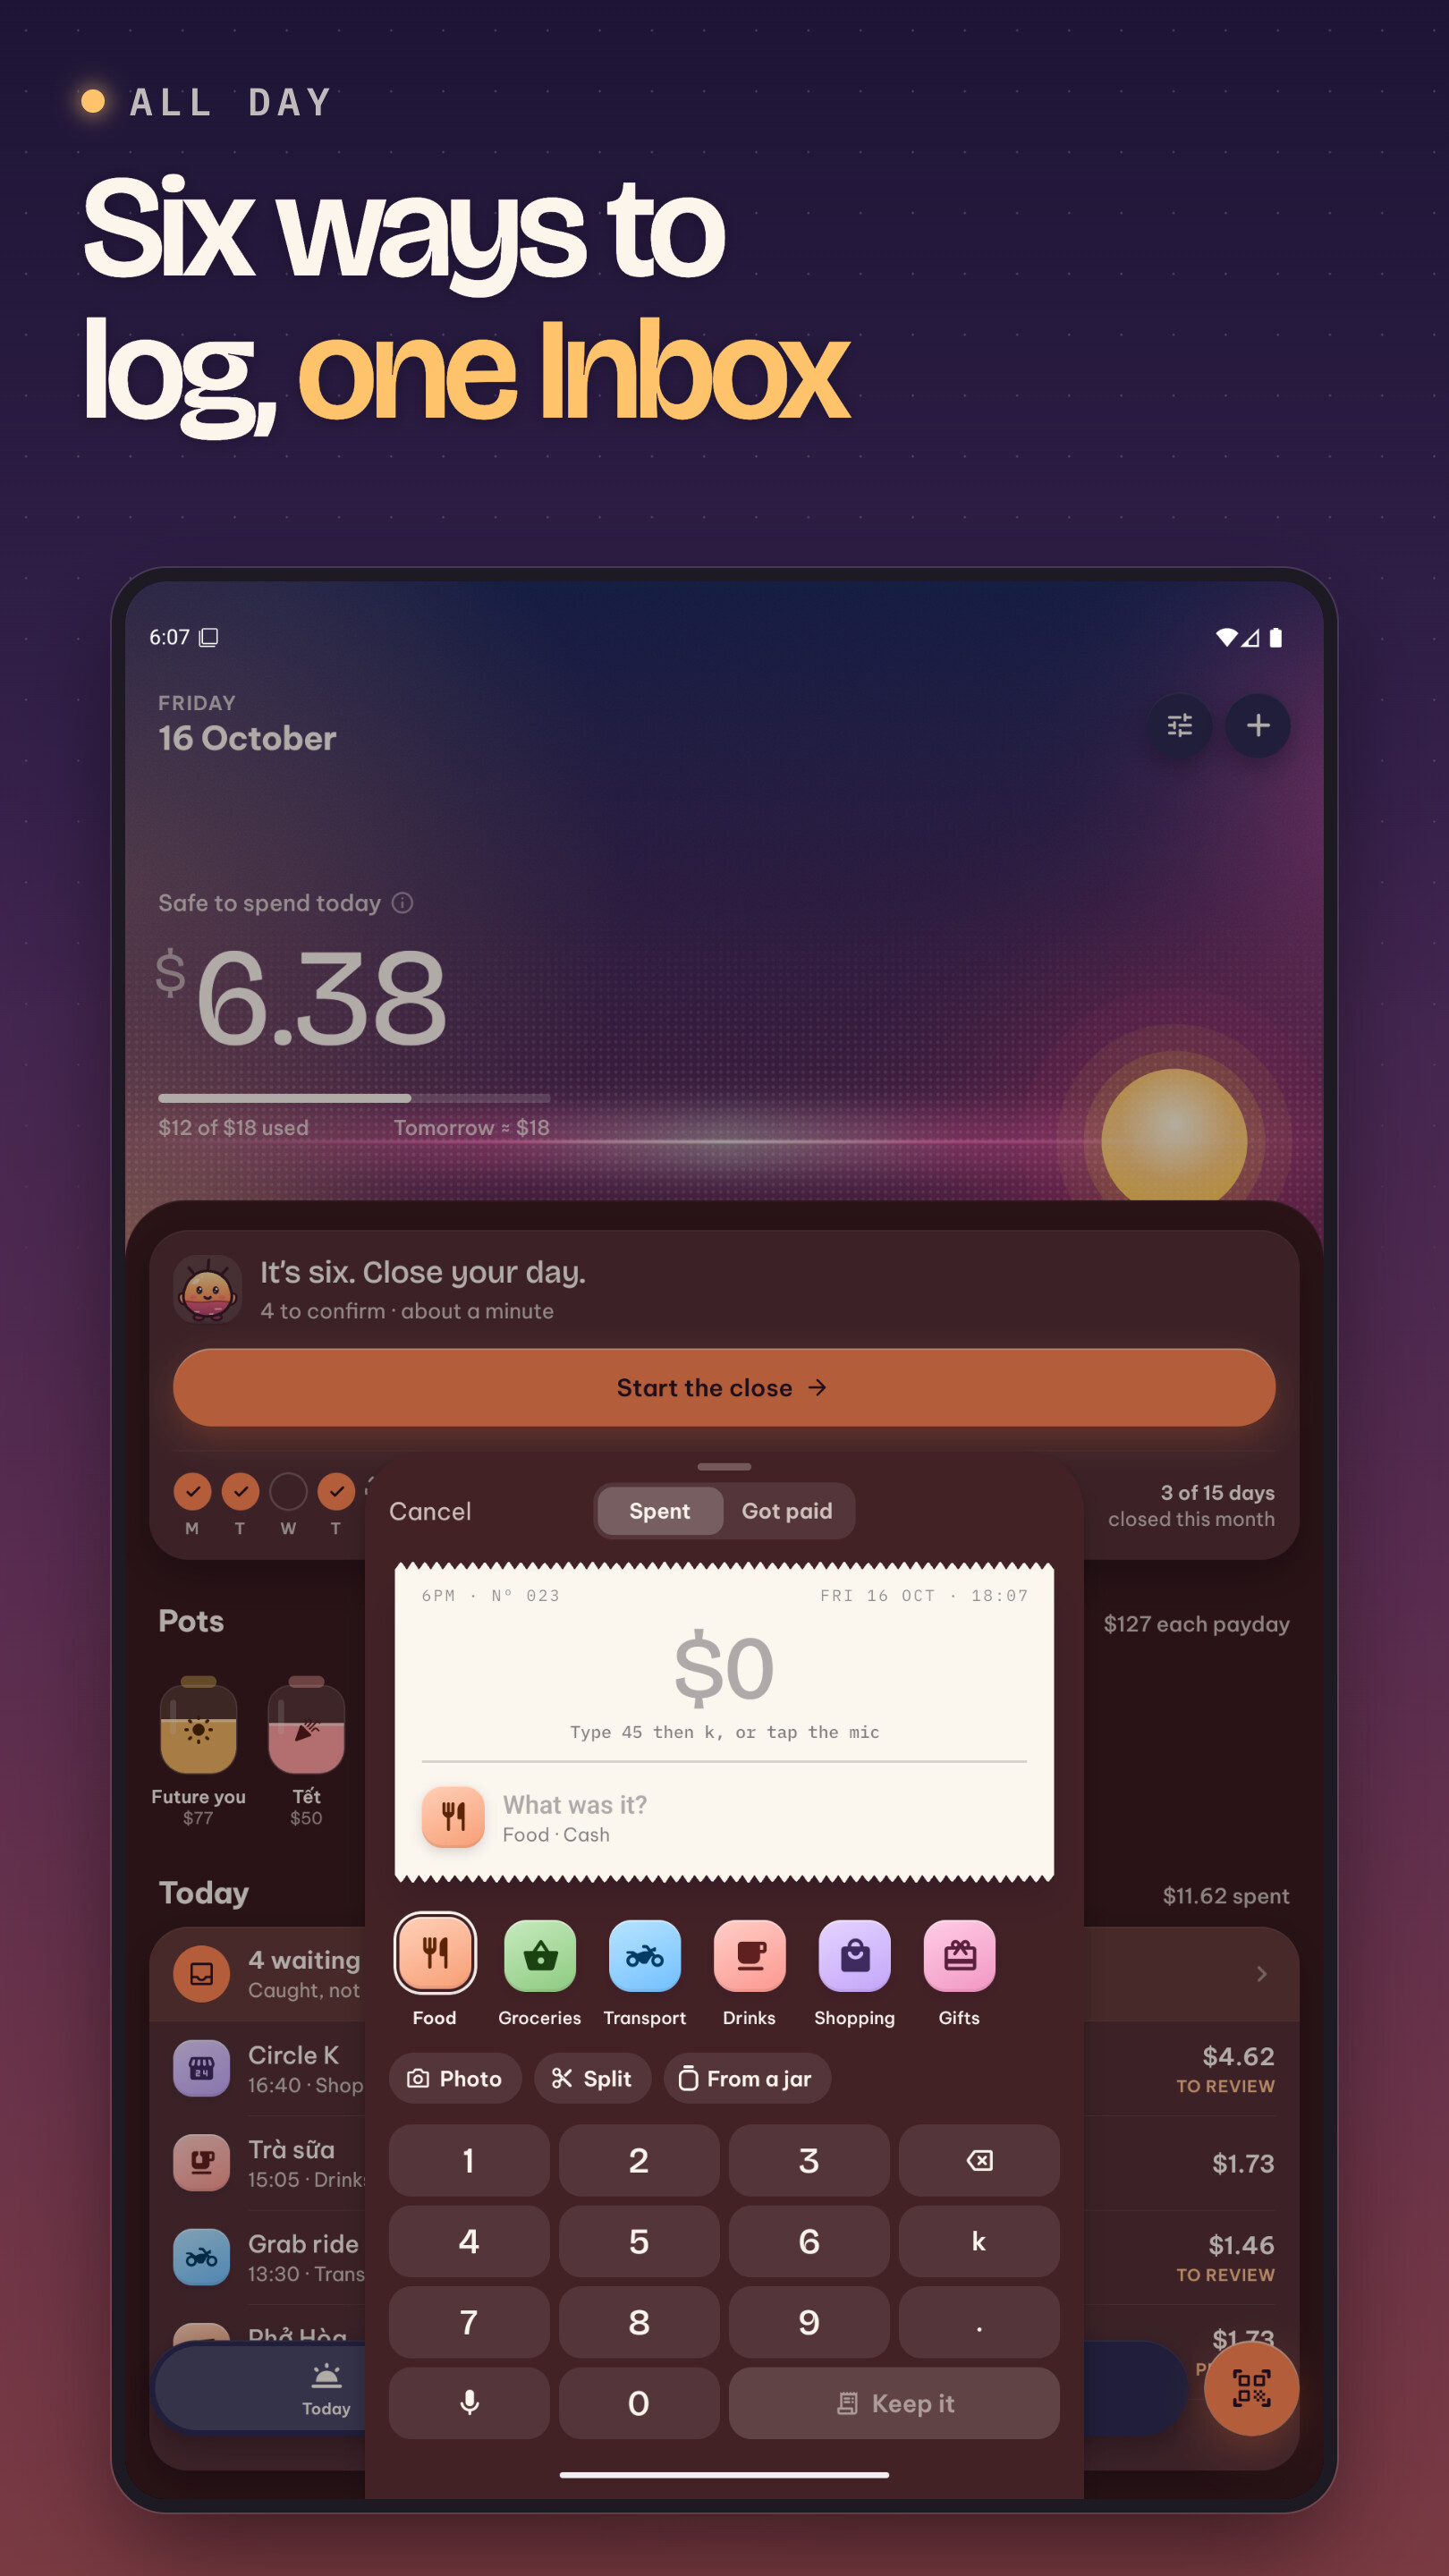 ALL DAY
Six ways to
log, one Inbox
6:07
FRIDAY
16 October
Safe to spend today
$6.38
$12 of $18 used
Tomorrow ≈ $18
It's six. Close your day.
4 to confirm · about a minute
Start the close →
M T W T
3 of 15 days
closed this month
Cancel
Spent
Got paid
6PM · Nº 023
FRI 16 OCT · 18:07
$0
Type 45 then k, or tap the mic
What was it?
Food · Cash
Pots
$127 each payday
Future you
$77
Tết
$50
Today
$11.62 spent
Food
Groceries
Transport
Drinks
Shopping
Gifts
Photo
Split
From a jar
4 waiting
Caught, not
Circle K
16:40 · Shop
$4.62
TO REVIEW
Trà sữa
15:05 · Drink
$1.73
Grab ride
13:30 · Trans
$1.46
TO REVIEW
Phở Hòa
$1.73
1 2 3
4 5 6 k
7 8 9 .
0
Keep it
Today